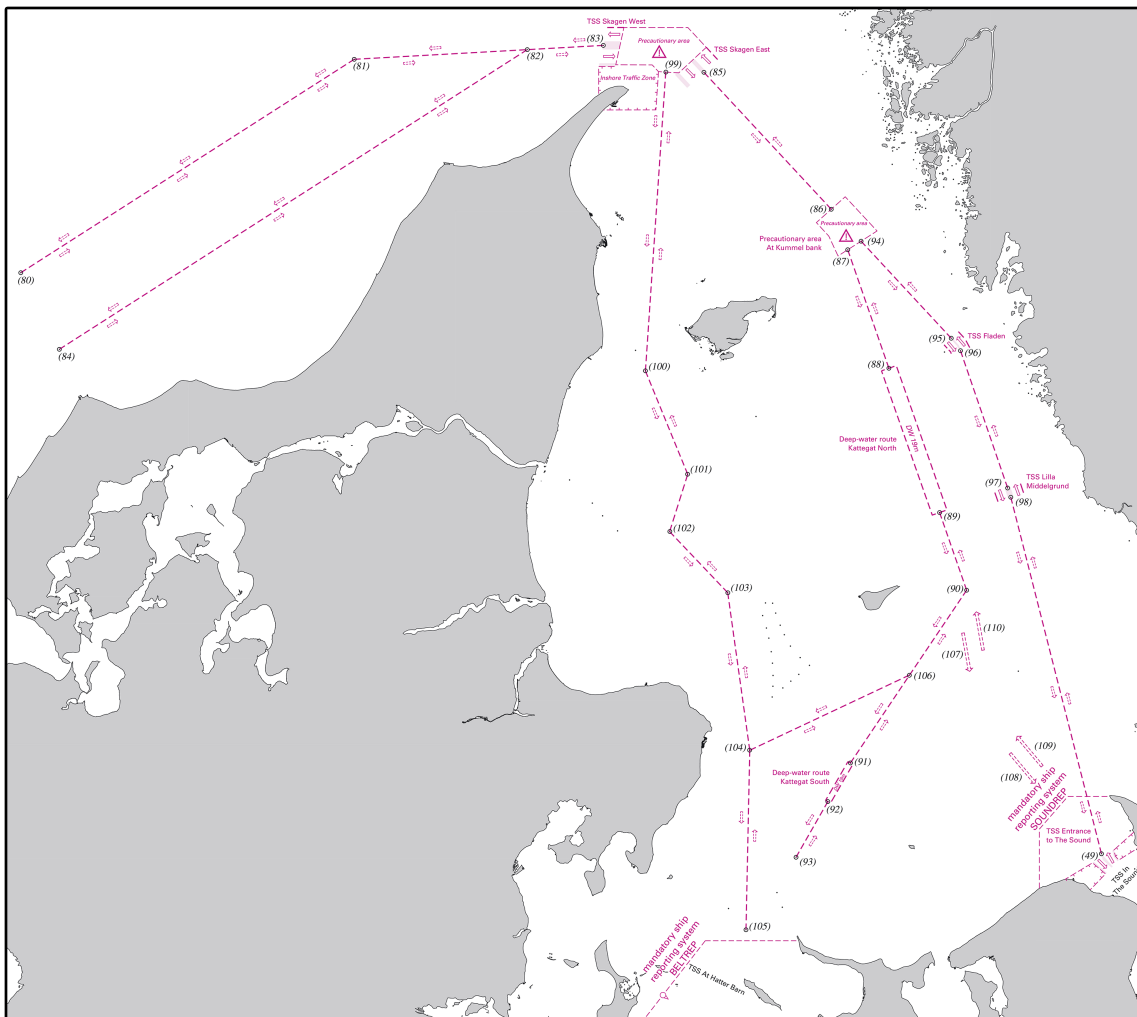 TSS Skagen West
(83)
Precautionary area
(82)
TSS Skagen East
(81)
(99)
(85)
Inshore Traffic Zone
(86)
Precautionary area
Precautionary area
At Kummel bank
(94)
(87)
(80)
TSS Fladen
(95)
(96)
(84)
(100)
(88)
DW 19m
Deep-water route
Kattegat North
(101)
TSS Lilla
Middelgrund
(97)
(98)
(89)
(102)
(103)
(90)
(110)
(107)
(106)
(104)
(109)
(108)
(91)
Deep-water route
Kattegat South
(92)
mandatory ship
reporting system
SOUNDREP
TSS Entrance
to The Sound
(93)
(49)
TSS In
The Sound
(105)
mandatory ship
reporting system
BELTREP
TSS At Hatter Barn